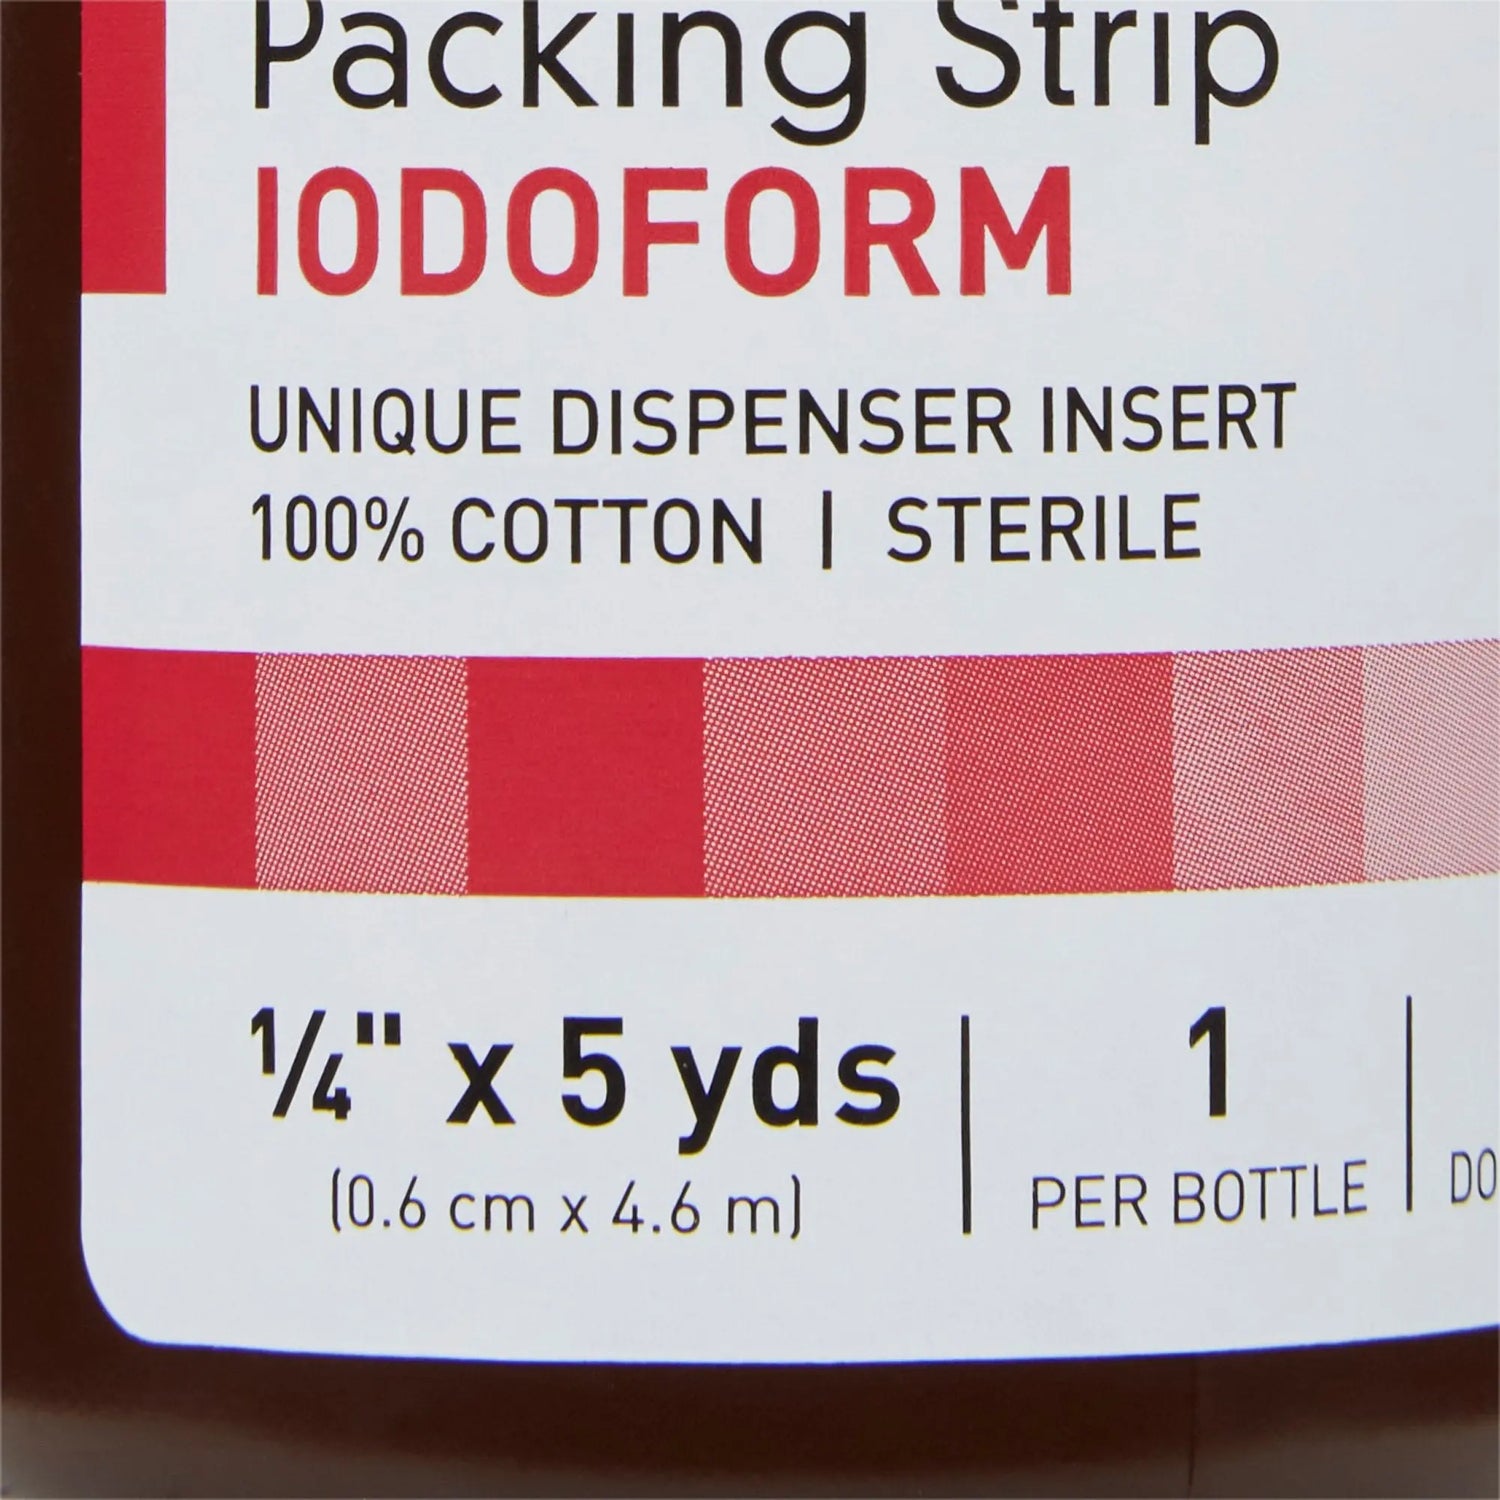 Packing Strip
IODOFORM
UNIQUE DISPENSER INSERT
100% COTTON | STERILE
¼" x 5 yds | 1 |
(0.6 cm x 4.6 m) PER BOTTLE